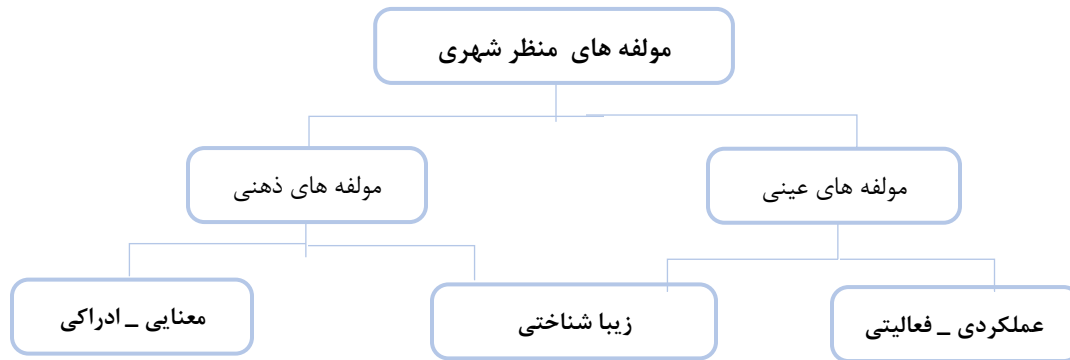 مولفه های منظر شهری
مولفه های عینی
مولفه های ذهنی
عملکردی _ فعالیتی
زیبا شناختی
معنایی _ ادراکی